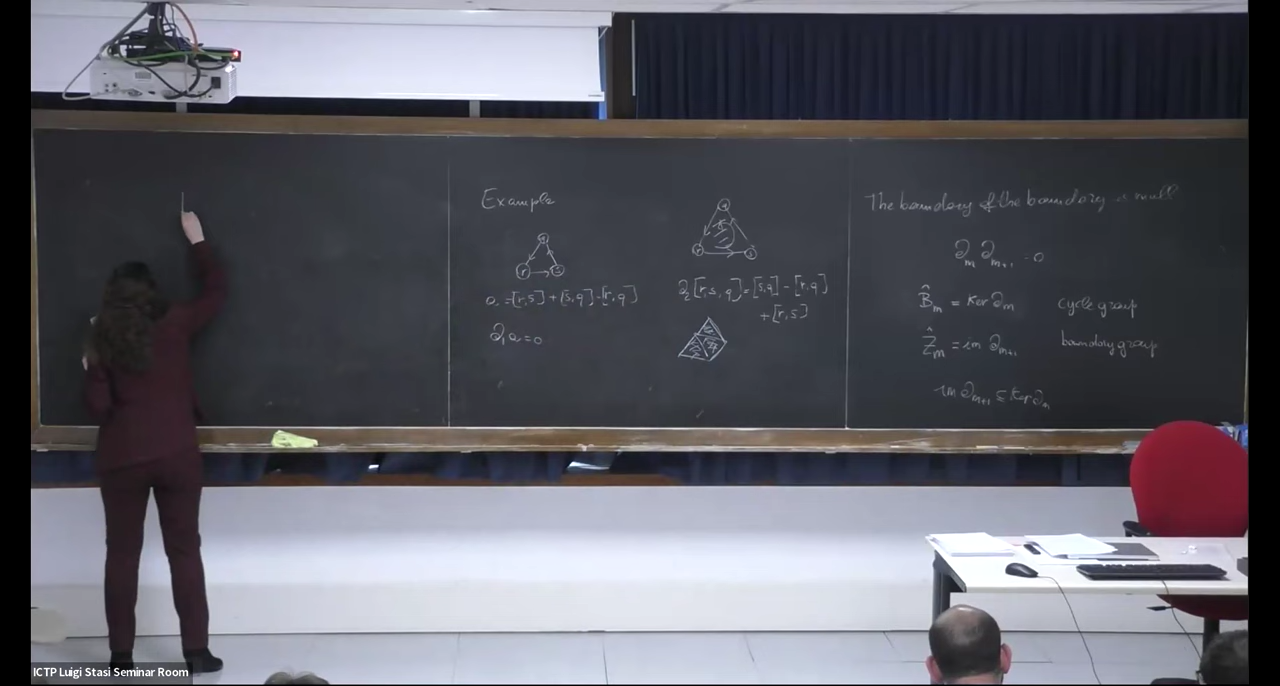 Example
q
r s
a = [r,s] + [s,q] - [r,q]
∂₁a = 0
q
r s
∂₂[r,s,q] = [s,q] - [r,q]
+ [r,s]
The boundary of the boundary is null
∂ₘ ∂ₘ₊₁ = 0
B̂ₘ = ker ∂ₘ cycle group
Ẑₘ = im ∂ₘ₊₁ boundary group
im ∂ₘ₊₁ ⊆ ker ∂ₘ
ICTP Luigi Stasi Seminar Room